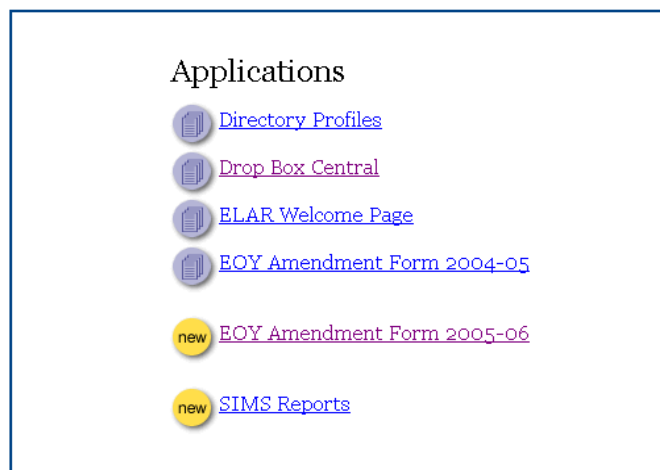 Applications
Directory Profiles
Drop Box Central
ELAR Welcome Page
EOY Amendment Form 2004-05
new EOY Amendment Form 2005-06
new SIMS Reports